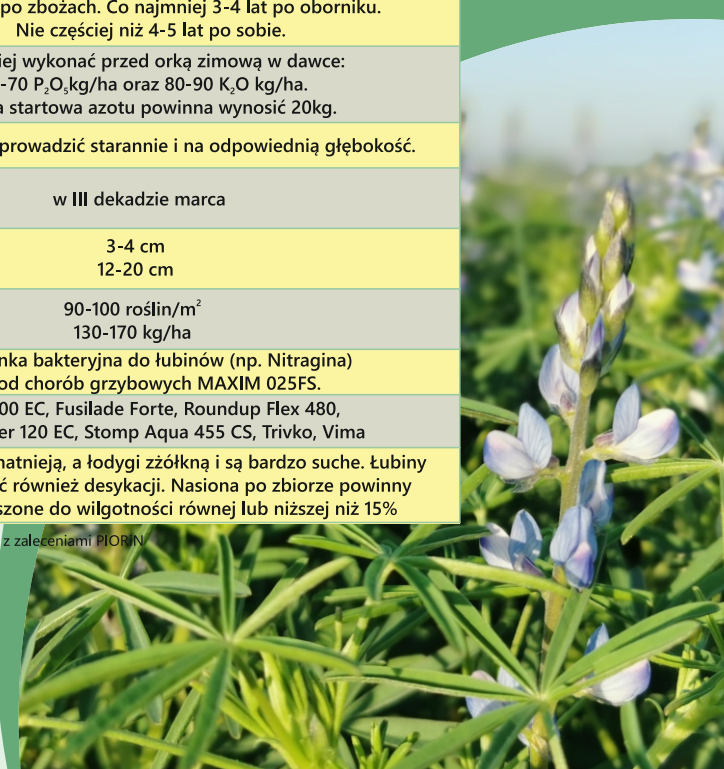 po zbożach. Co najmniej 3-4 lat po oborniku.
Nie częściej niż 4-5 lat po sobie.
iej wykonać przed orką zimową w dawce:
-70 P₂O₅kg/ha oraz 80-90 K₂O kg/ha.
a startowa azotu powinna wynosić 20kg.
prowadzić starannie i na odpowiednią głębokość.
w III dekadzie marca
3-4 cm
12-20 cm
90-100 roślin/m²
130-170 kg/ha
nka bakteryjna do łubinów (np. Nitragina)
od chorób grzybowych MAXIM 025FS.
00 EC, Fusilade Forte, Roundup Flex 480,
er 120 EC, Stomp Aqua 455 CS, Trivko, Vima
natnieją, a łodygi zżółkną i są bardzo suche. Łubiny
ć również desykacji. Nasiona po zbiorze powinny
szone do wilgotności równej lub niższej niż 15%
z zaleceniami PIORiN